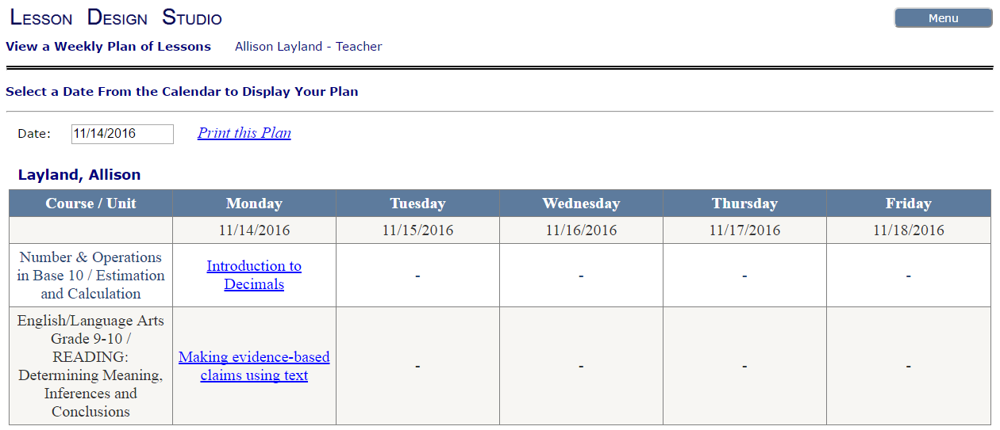 Lesson Design Studio
Menu
View a Weekly Plan of Lessons Allison Layland - Teacher
Select a Date From the Calendar to Display Your Plan
Date: 11/14/2016 Print this Plan
Layland, Allison
Course / Unit Monday Tuesday Wednesday Thursday Friday
11/14/2016 11/15/2016 11/16/2016 11/17/2016 11/18/2016
Number & Operations
in Base 10 / Estimation
and Calculation
Introduction to
Decimals
- - - -
English/Language Arts
Grade 9-10 /
READING:
Determining Meaning,
Inferences and
Conclusions
Making evidence-based
claims using text
- - - -